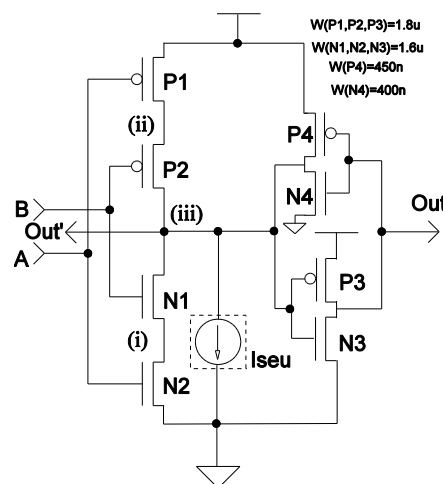 W(P1,P2,P3)=1.8u
W(N1,N2,N3)=1.6u
W(P4)=450n
W(N4)=400n
P1
(ii)
P4
P2
N4
B
Out
Out'
(iii)
A
P3
N1
(i)
N3
Iseu
N2